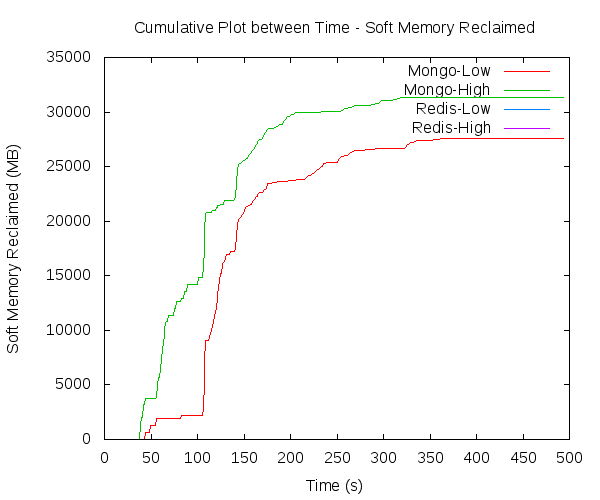 Cumulative Plot between Time - Soft Memory Reclaimed
35000
30000
25000
20000
15000
10000
5000
0
Soft Memory Reclaimed (MB)
Mongo-Low
Mongo-High
Redis-Low
Redis-High
0 50 100 150 200 250 300 350 400 450 500
Time (s)